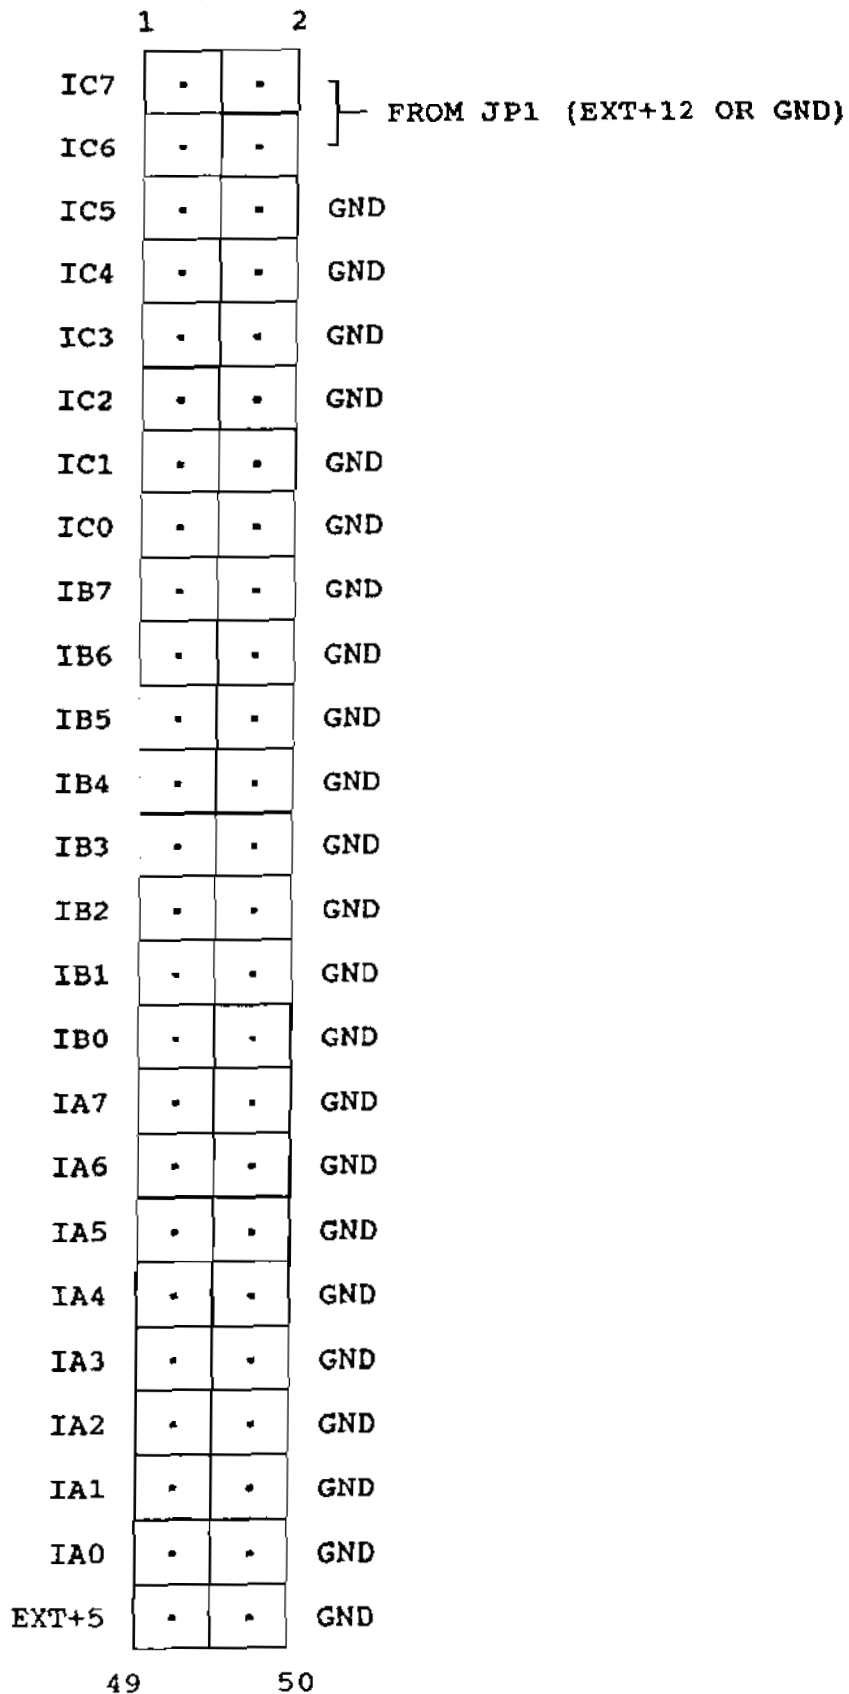 1 2
IC7
FROM JP1 (EXT+12 OR GND)
IC6
IC5 GND
IC4 GND
IC3 GND
IC2 GND
IC1 GND
IC0 GND
IB7 GND
IB6 GND
IB5 GND
IB4 GND
IB3 GND
IB2 GND
IB1 GND
IB0 GND
IA7 GND
IA6 GND
IA5 GND
IA4 GND
IA3 GND
IA2 GND
IA1 GND
IA0 GND
EXT+5 GND
49 50